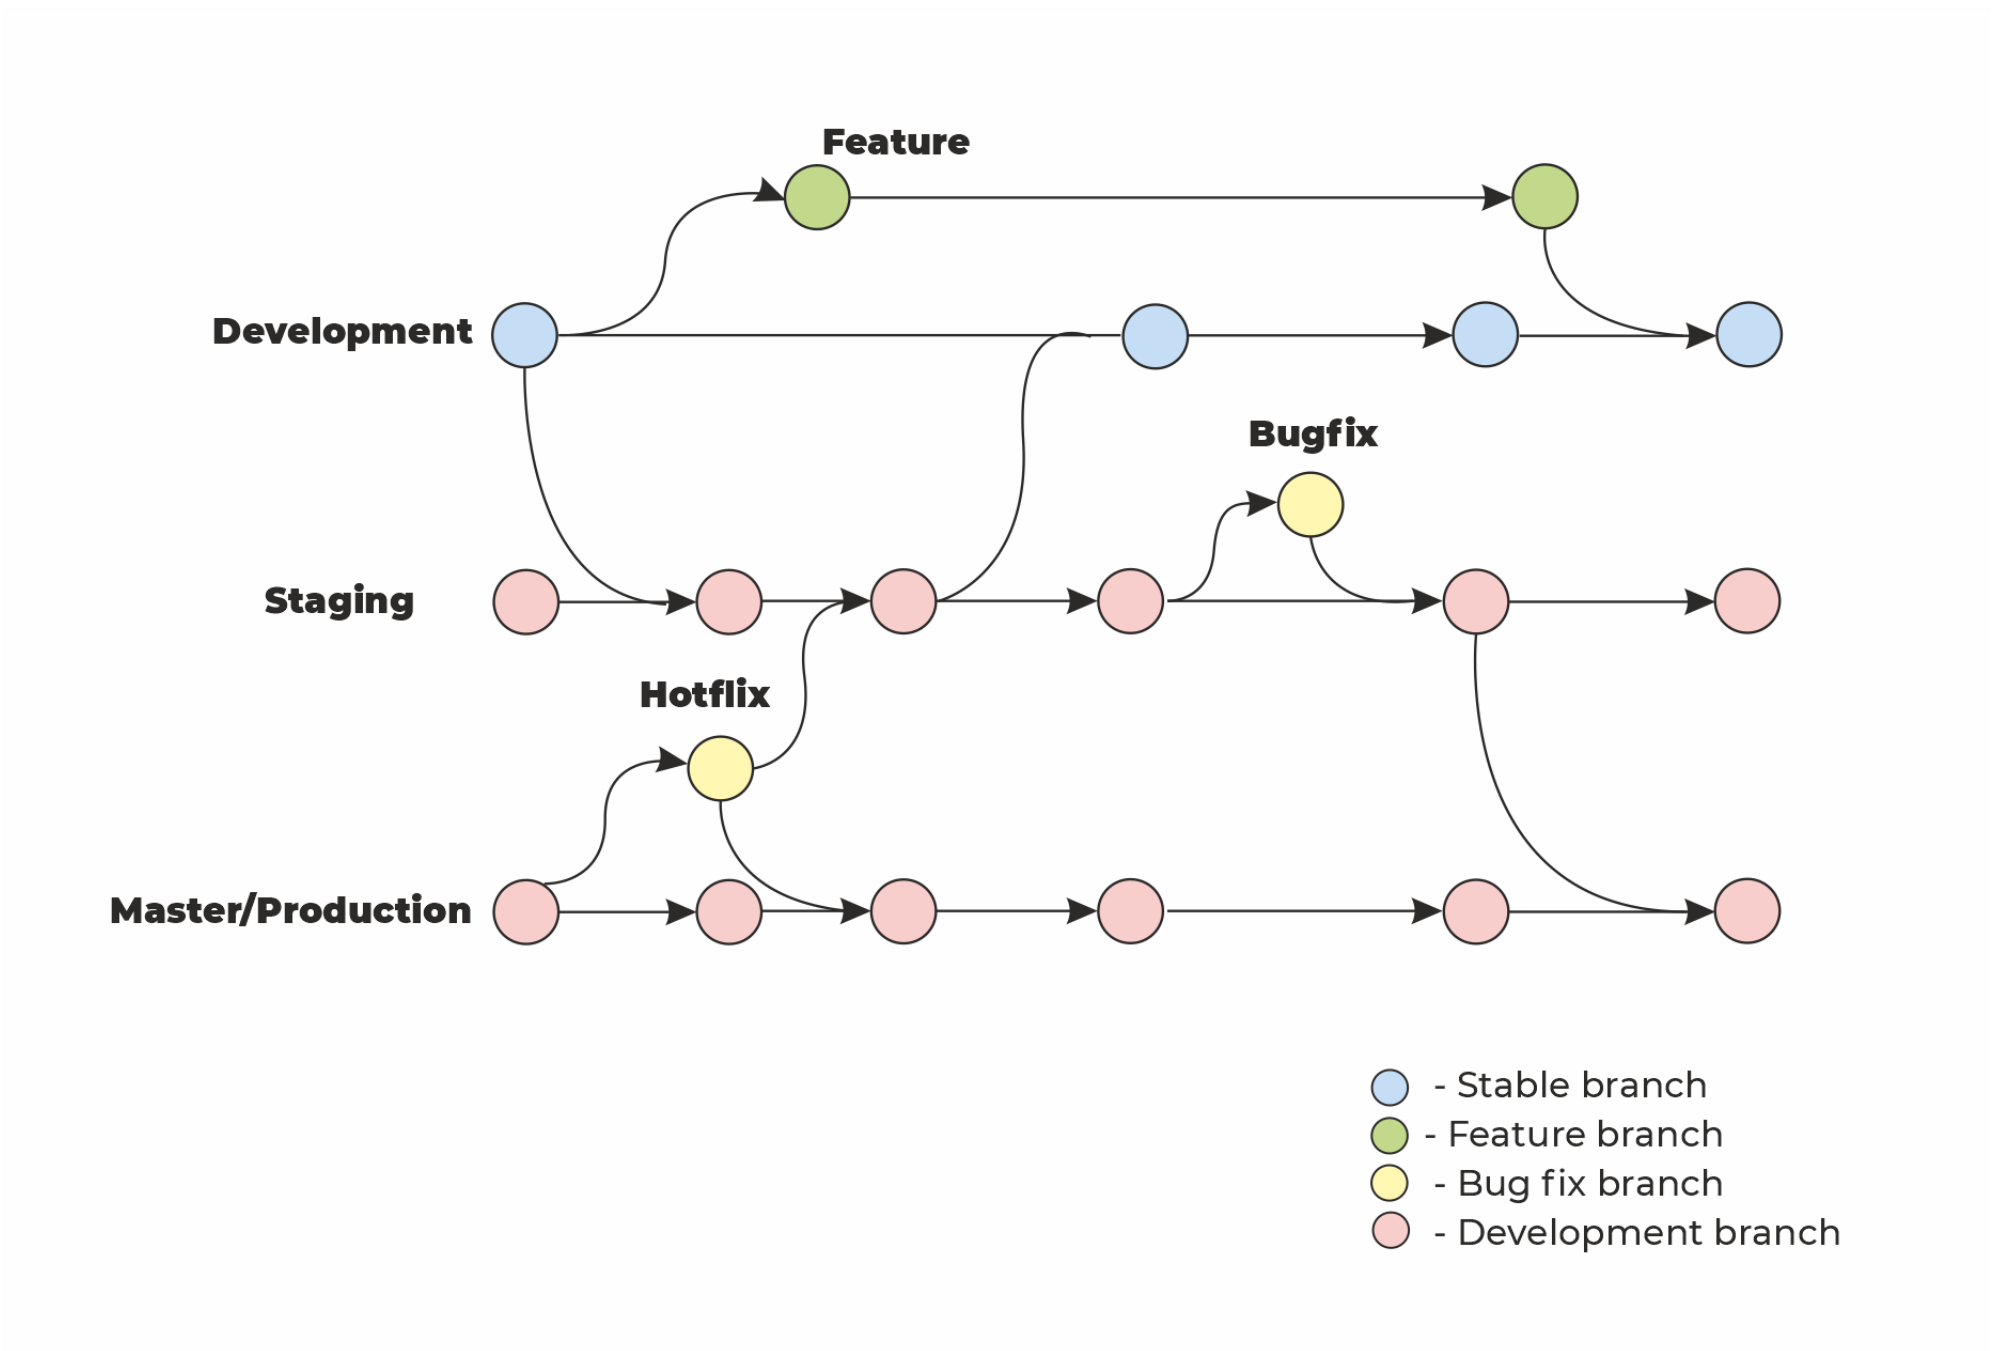 Feature
Development
Bugfix
Staging
Hotflix
Master/Production
- Stable branch
- Feature branch
- Bug fix branch
- Development branch